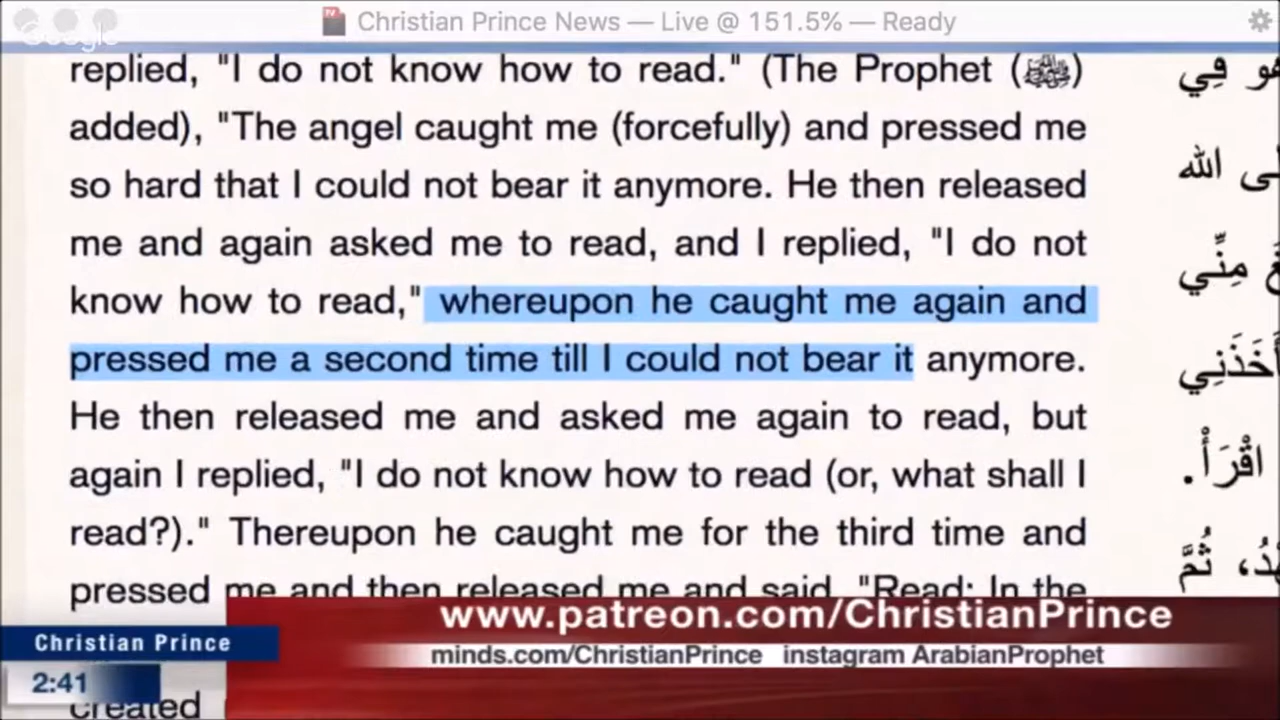 Christian Prince News — Live @ 151.5% — Ready
Google
replied, "I do not know how to read." (The Prophet (ﷺ)
added), "The angel caught me (forcefully) and pressed me
so hard that I could not bear it anymore. He then released
me and again asked me to read, and I replied, "I do not
know how to read," whereupon he caught me again and
pressed me a second time till I could not bear it anymore.
He then released me and asked me again to read, but
again I replied, "I do not know how to read (or, what shall I
read?)." Thereupon he caught me for the third time and
pressed me and then released me and said, "Read: In the
created
هو فِي
الله
مِنِّي
اقْرَأْ.
ثُمَّ
www.patreon.com/ChristianPrince
Christian Prince
minds.com/ChristianPrince instagram ArabianProphet
2:41